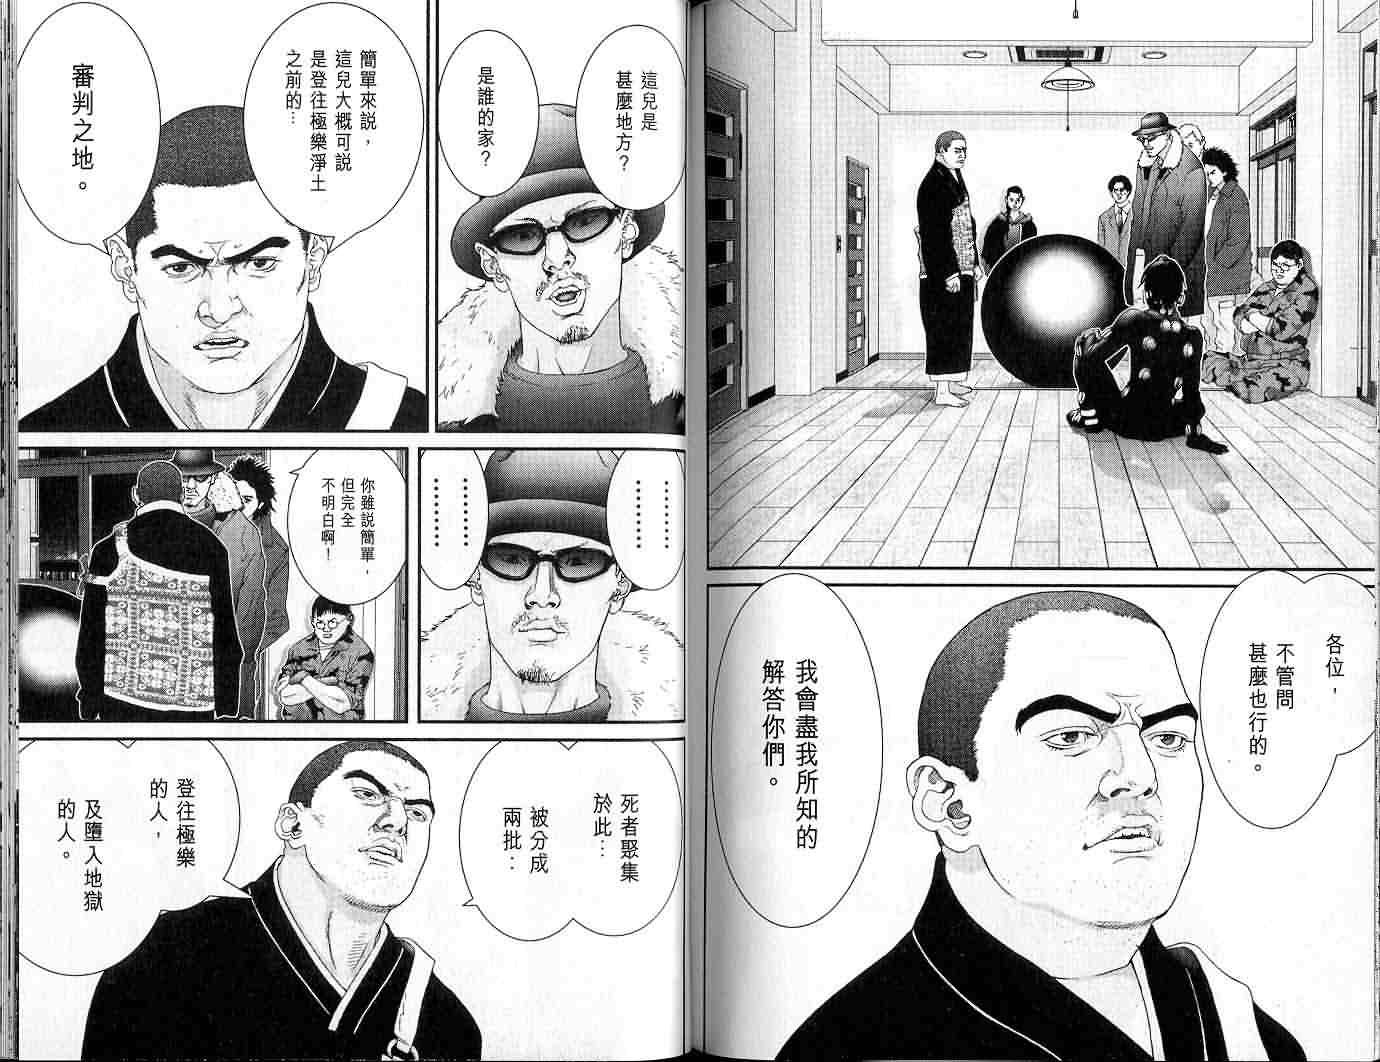 各位，
不管問
甚麼也行的。
我會盡我所知的
解答你們。
這兒是
甚麼地方？
是誰的家？
簡單來説，
這兒大概可説
是登往極樂淨土
之前的…
審判之地。
………
………
………
………
你雖説簡單，
但完全
不明白啊！
死者聚集
於此…
被分成
兩批：
登往極樂
的人，
及墮入地獄
的人。